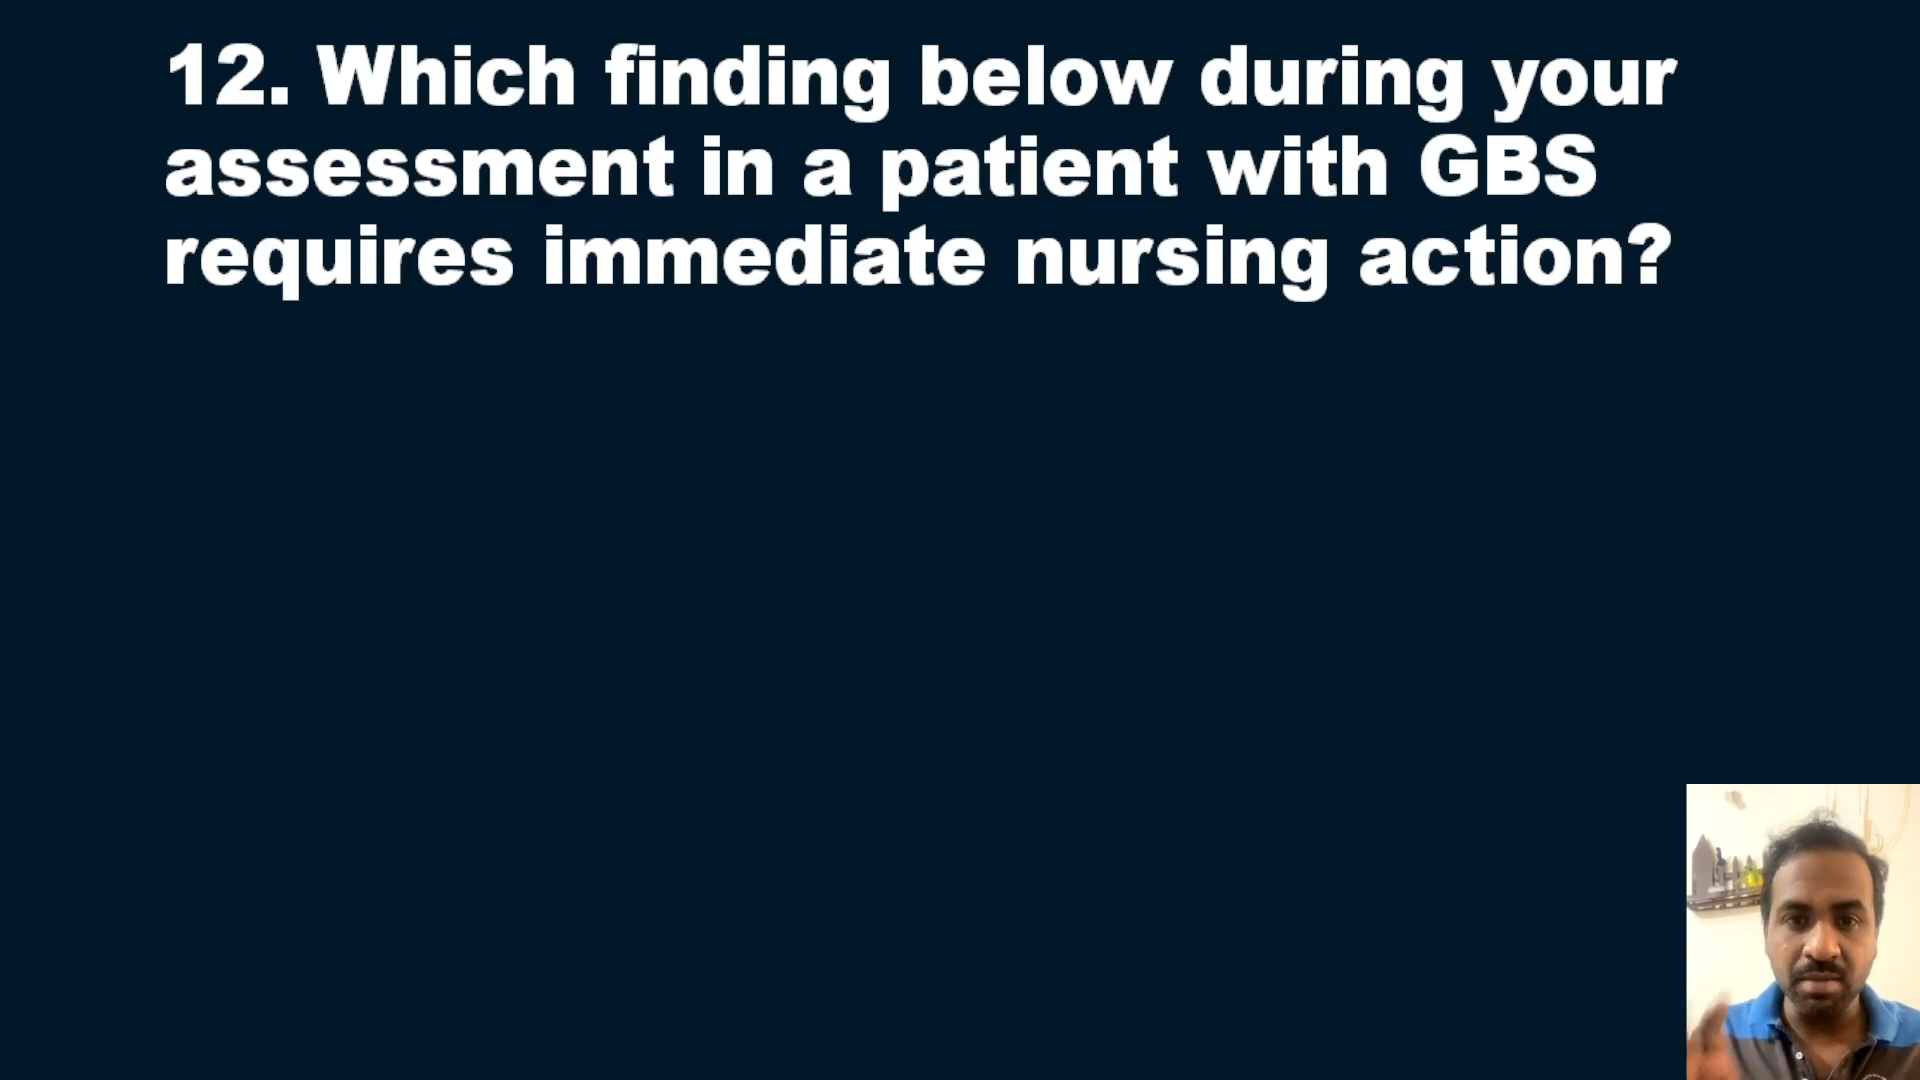 12. Which finding below during your
assessment in a patient with GBS
requires immediate nursing action?